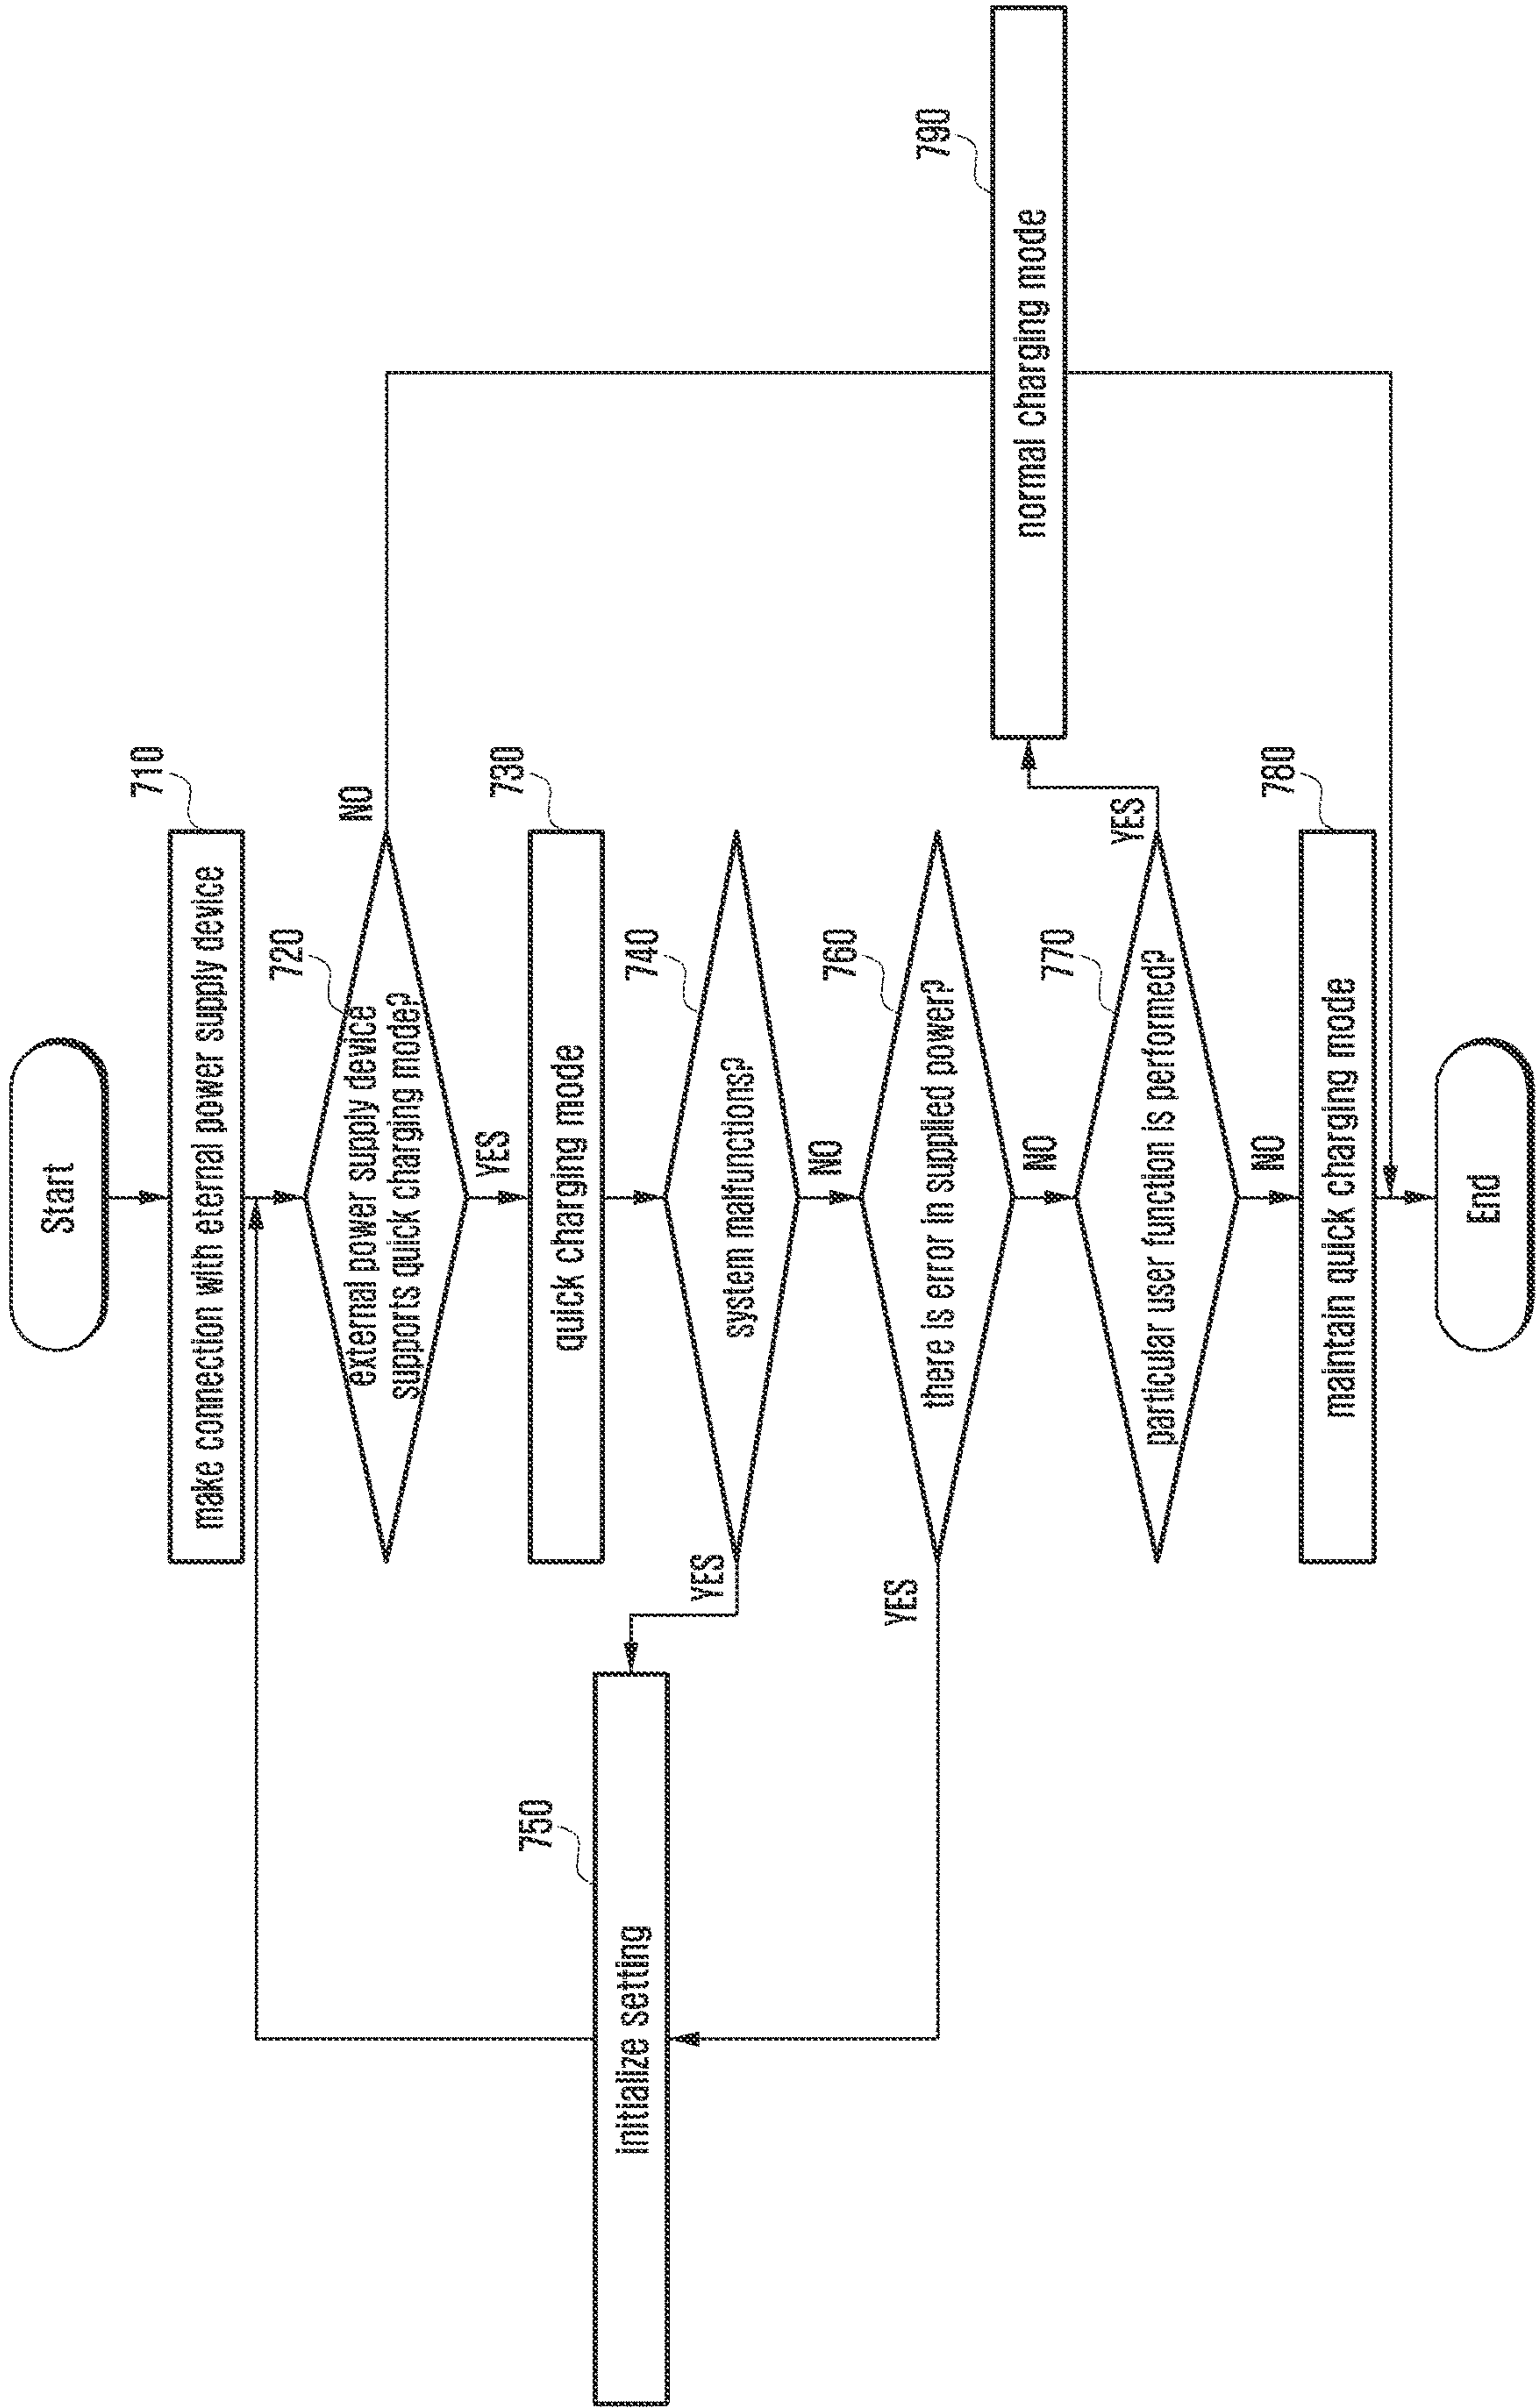 Start
710
make connection with eternal power supply device
720
external power supply device
supports quick charging mode?
NO
YES
730
quick charging mode
740
system malfunctions?
YES
NO
750
initialize setting
760
there is error in supplied power?
YES
NO
770
particular user function is performed?
YES
NO
790
normal charging mode
780
maintain quick charging mode
End